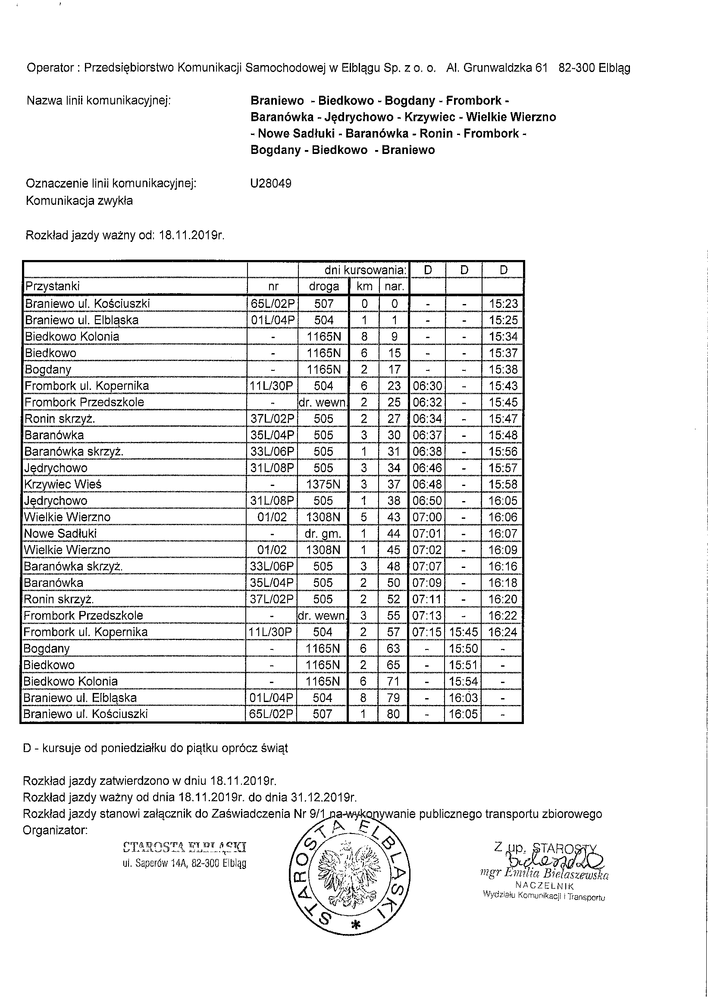 Operator : Przedsiębiorstwo Komunikacji Samochodowej w Elblągu Sp. z o. o. Al. Grunwaldzka 61 82-300 Elbląg
Nazwa linii komunikacyjnej: Braniewo - Biedkowo - Bogdany - Frombork -
Baranówka - Jędrychowo - Krzywiec - Wielkie Wierzno
- Nowe Sadłuki - Baranówka - Ronin - Frombork -
Bogdany - Biedkowo - Braniewo
Oznaczenie linii komunikacyjnej: U28049
Komunikacja zwykła
Rozkład jazdy ważny od: 18.11.2019r.
dni kursowania: D D D
Przystanki nr droga km nar.
Braniewo ul. Kościuszki 65L/02P 507 0 0 - - 15:23
Braniewo ul. Elbląska 01L/04P 504 1 1 - - 15:25
Biedkowo Kolonia - 1165N 8 9 - - 15:34
Biedkowo - 1165N 6 15 - - 15:37
Bogdany - 1165N 2 17 - - 15:38
Frombork ul. Kopernika 11L/30P 504 6 23 06:30 - 15:43
Frombork Przedszkole - dr. wewn. 2 25 06:32 - 15:45
Ronin skrzyż. 37L/02P 505 2 27 06:34 - 15:47
Baranówka 35L/04P 505 3 30 06:37 - 15:48
Baranówka skrzyż. 33L/06P 505 1 31 06:38 - 15:56
Jędrychowo 31L/08P 505 3 34 06:46 - 15:57
Krzywiec Wieś - 1375N 3 37 06:48 - 15:58
Jędrychowo 31L/08P 505 1 38 06:50 - 16:05
Wielkie Wierzno 01/02 1308N 5 43 07:00 - 16:06
Nowe Sadłuki - dr. gm. 1 44 07:01 - 16:07
Wielkie Wierzno 01/02 1308N 1 45 07:02 - 16:09
Baranówka skrzyż. 33L/06P 505 3 48 07:07 - 16:16
Baranówka 35L/04P 505 2 50 07:09 - 16:18
Ronin skrzyż. 37L/02P 505 2 52 07:11 - 16:20
Frombork Przedszkole - dr. wewn. 3 55 07:13 - 16:22
Frombork ul. Kopernika 11L/30P 504 2 57 07:15 15:45 16:24
Bogdany - 1165N 6 63 - 15:50 -
Biedkowo - 1165N 2 65 - 15:51 -
Biedkowo Kolonia - 1165N 6 71 - 15:54 -
Braniewo ul. Elbląska 01L/04P 504 8 79 - 16:03 -
Braniewo ul. Kościuszki 65L/02P 507 1 80 - 16:05 -
D - kursuje od poniedziałku do piątku oprócz świąt
Rozkład jazdy zatwierdzono w dniu 18.11.2019r.
Rozkład jazdy ważny od dnia 18.11.2019r. do dnia 31.12.2019r.
Rozkład jazdy stanowi załącznik do Zaświadczenia Nr 9/1 na wykonywanie publicznego transportu zbiorowego
Organizator:
STAROSTA ELBLĄSKI
ul. Saperów 14A, 82-300 Elbląg
STAROSTA ELBLĄSKI *
Z up. STAROSTY
mgr Emilia Bielaszewska
NACZELNIK
Wydziału Komunikacji i Transportu